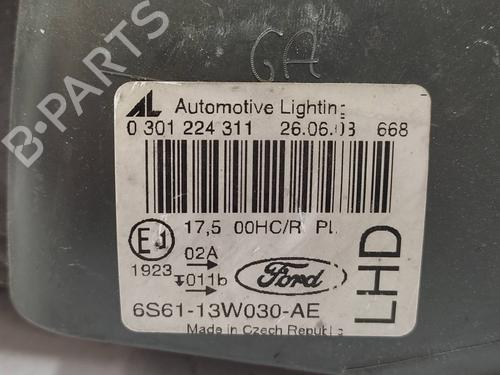 GA
AL Automotive Lighting
0 301 224 311 26.06.08 668
17,5 00HC/R PL
E1 02A
1923 011b
Ford
LHD
6S61-13W030-AE
Made in Czech Republic
B-PARTS